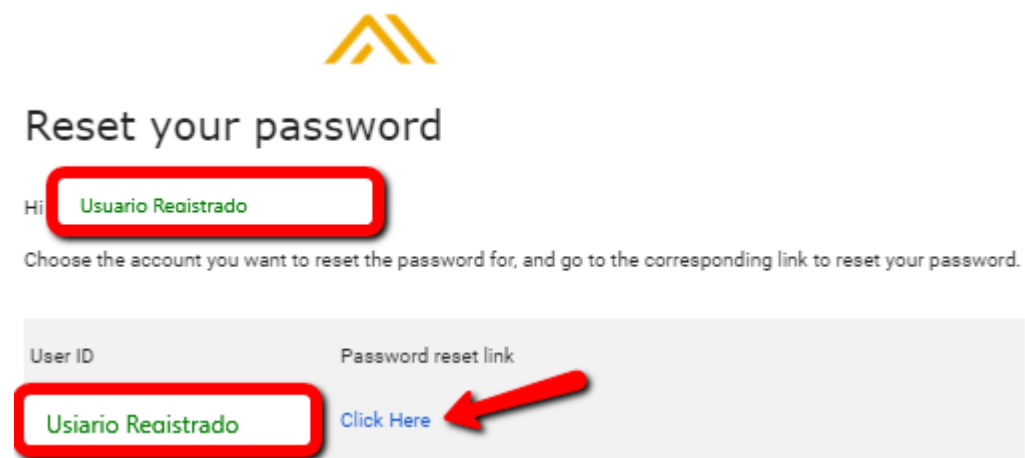 Reset your password
Hi Usuario Registrado
Choose the account you want to reset the password for, and go to the corresponding link to reset your password.
User ID Password reset link
Usiario Registrado Click Here